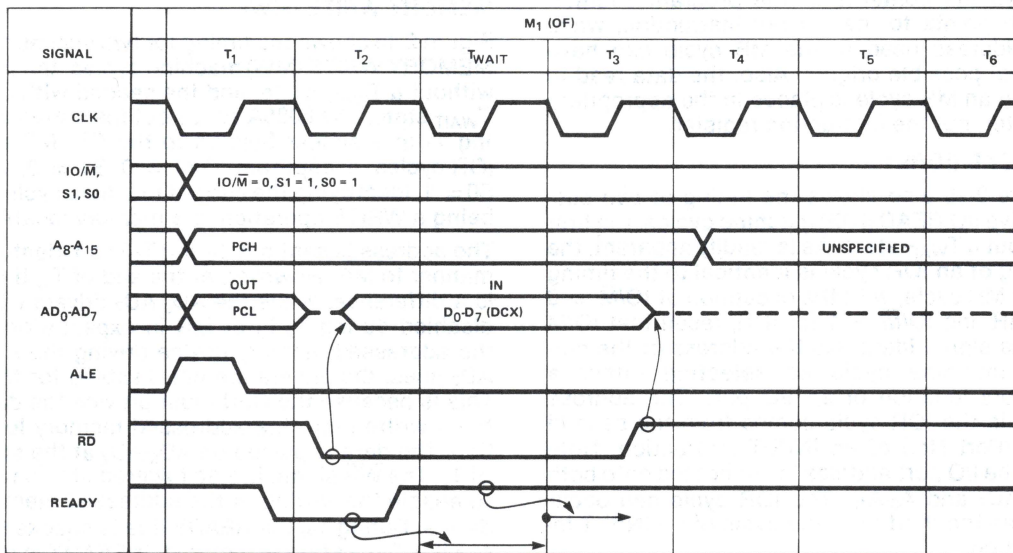 M₁ (OF)
SIGNAL T₁ T₂ TWAIT T₃ T₄ T₅ T₆
CLK
IO/M̅,
S1, S0
IO/M̅ = 0, S1 = 1, S0 = 1
A₈-A₁₅ PCH UNSPECIFIED
OUT IN
AD₀-AD₇ PCL D₀-D₇ (DCX)
ALE
R̅D̅
READY